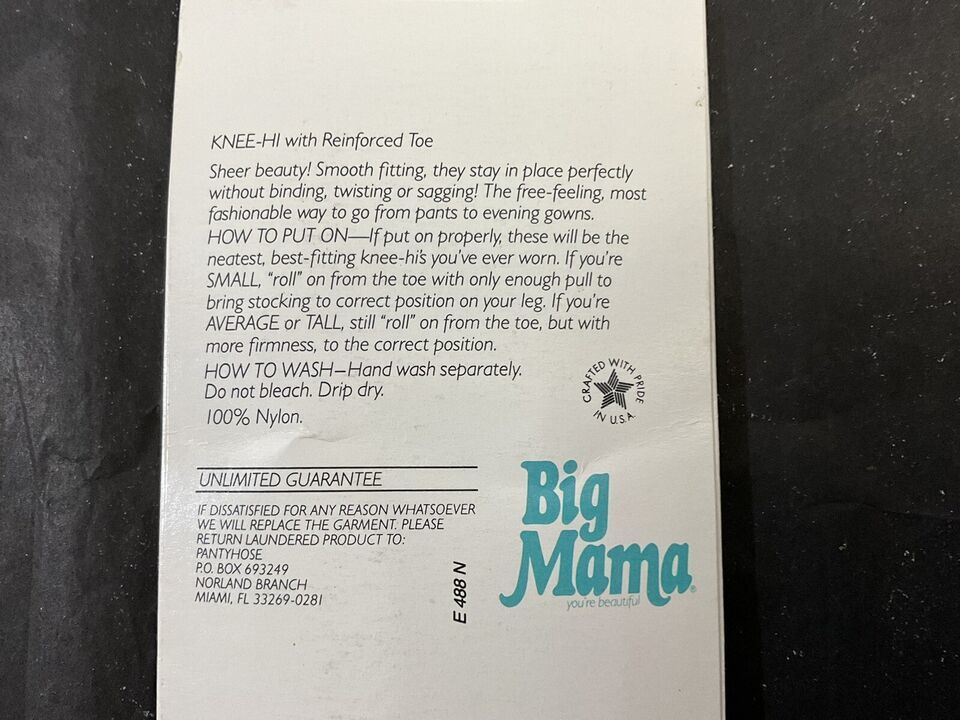 KNEE-HI with Reinforced Toe
Sheer beauty! Smooth fitting, they stay in place perfectly
without binding, twisting or sagging! The free-feeling, most
fashionable way to go from pants to evening gowns.
HOW TO PUT ON—If put on properly, these will be the
neatest, best-fitting knee-hi's you've ever worn. If you're
SMALL, "roll" on from the toe with only enough pull to
bring stocking to correct position on your leg. If you're
AVERAGE or TALL, still "roll" on from the toe, but with
more firmness, to the correct position.
HOW TO WASH—Hand wash separately.
Do not bleach. Drip dry.
100% Nylon.
CRAFTED WITH PRIDE
IN U.S.A.
UNLIMITED GUARANTEE
IF DISSATISFIED FOR ANY REASON WHATSOEVER
WE WILL REPLACE THE GARMENT. PLEASE
RETURN LAUNDERED PRODUCT TO:
PANTYHOSE
P.O. BOX 693249
NORLAND BRANCH
MIAMI, FL 33269-0281
E 488 N
Big
Mama®
you're beautiful